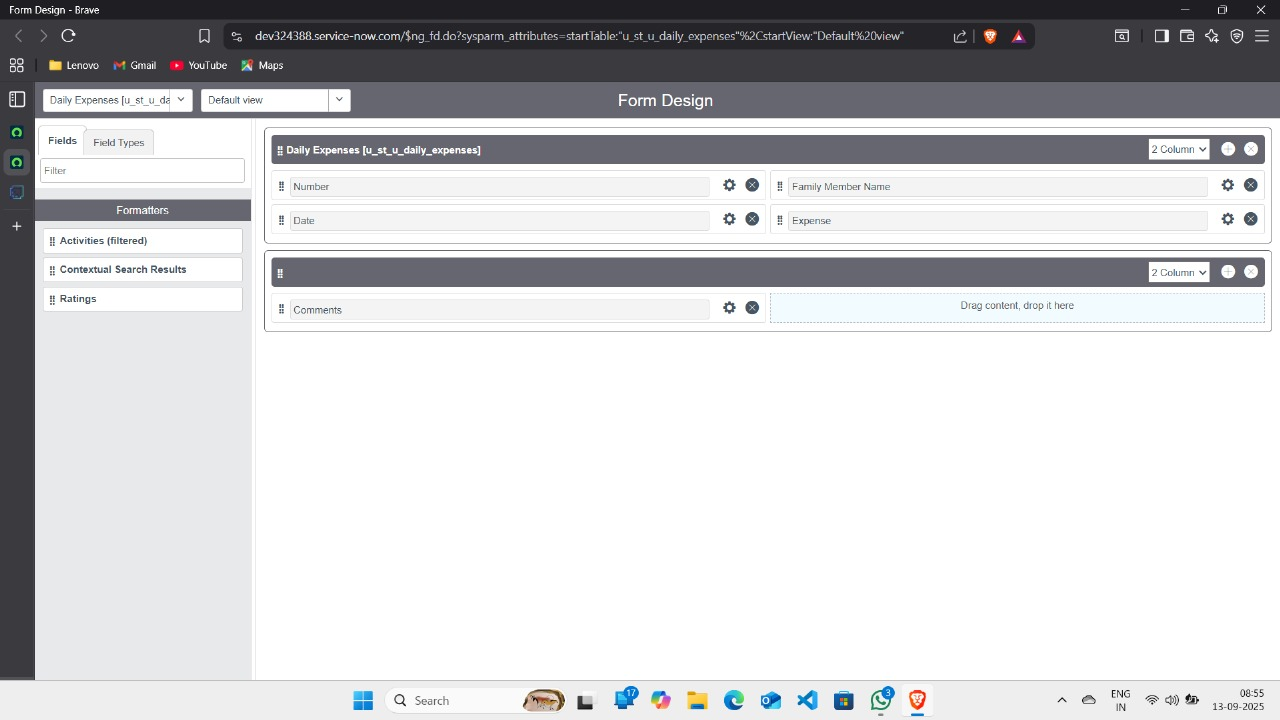 Form Design - Brave
dev324388.service-now.com/$ng_fd.do?sysparm_attributes=startTable:"u_st_u_daily_expenses"%2CstartView:"Default%20view"
Lenovo Gmail YouTube Maps
Daily Expenses [u_st_u_da Default view Form Design
Fields Field Types
Filter
Formatters
Activities (filtered)
Contextual Search Results
Ratings
Daily Expenses [u_st_u_daily_expenses] 2 Column
Number Family Member Name
Date Expense
2 Column
Comments Drag content, drop it here
Search 17 3 ENG 08:55
IN 13-09-2025